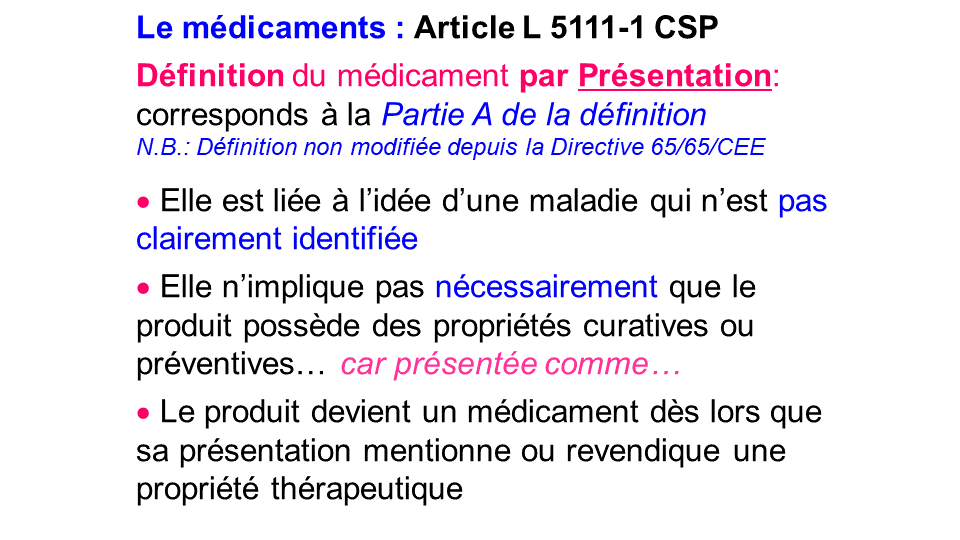 Le médicaments : Article L 5111-1 CSP
Définition du médicament par Présentation:
corresponds à la Partie A de la définition
N.B.: Définition non modifiée depuis la Directive 65/65/CEE
• Elle est liée à l’idée d’une maladie qui n’est pas
clairement identifiée
• Elle n’implique pas nécessairement que le
produit possède des propriétés curatives ou
préventives… car présentée comme…
• Le produit devient un médicament dès lors que
sa présentation mentionne ou revendique une
propriété thérapeutique